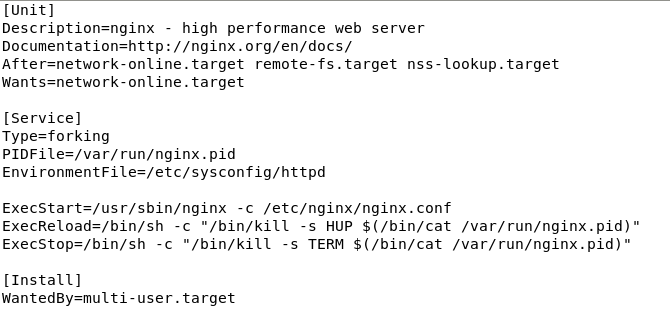 [Unit]
Description=nginx - high performance web server
Documentation=http://nginx.org/en/docs/
After=network-online.target remote-fs.target nss-lookup.target
Wants=network-online.target
[Service]
Type=forking
PIDFile=/var/run/nginx.pid
EnvironmentFile=/etc/sysconfig/httpd
ExecStart=/usr/sbin/nginx -c /etc/nginx/nginx.conf
ExecReload=/bin/sh -c "/bin/kill -s HUP $(/bin/cat /var/run/nginx.pid)"
ExecStop=/bin/sh -c "/bin/kill -s TERM $(/bin/cat /var/run/nginx.pid)"
[Install]
WantedBy=multi-user.target